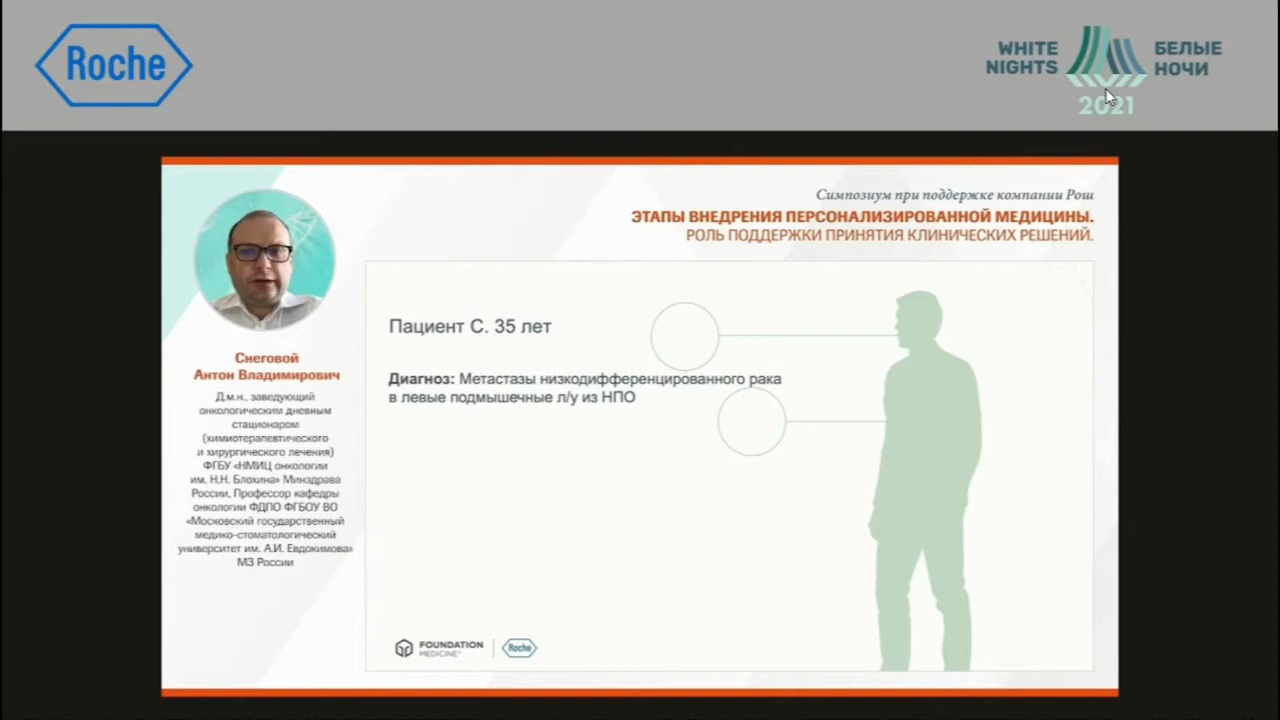 Roche
WHITE NIGHTS
БЕЛЫЕ НОЧИ
2021
Симпозиум при поддержке компании Рош
ЭТАПЫ ВНЕДРЕНИЯ ПЕРСОНАЛИЗИРОВАННОЙ МЕДИЦИНЫ.
РОЛЬ ПОДДЕРЖКИ ПРИНЯТИЯ КЛИНИЧЕСКИХ РЕШЕНИЙ.
Снеговой
Антон Владимирович
Д.м.н., заведующий
онкологическим дневным
стационаром
(химиотерапевтического
и хирургического лечения)
ФГБУ «НМИЦ онкологии
им. Н.Н. Блохина» Минздрава
России, Профессор кафедры
онкологии ФДПО ФГБОУ ВО
«Московский государственный
медико-стоматологический
университет им. А.И. Евдокимова»
МЗ России
Пациент С. 35 лет
Диагноз: Метастазы низкодифференцированного рака
в левые подмышечные л/у из НПО
FOUNDATION
MEDICINE
Roche